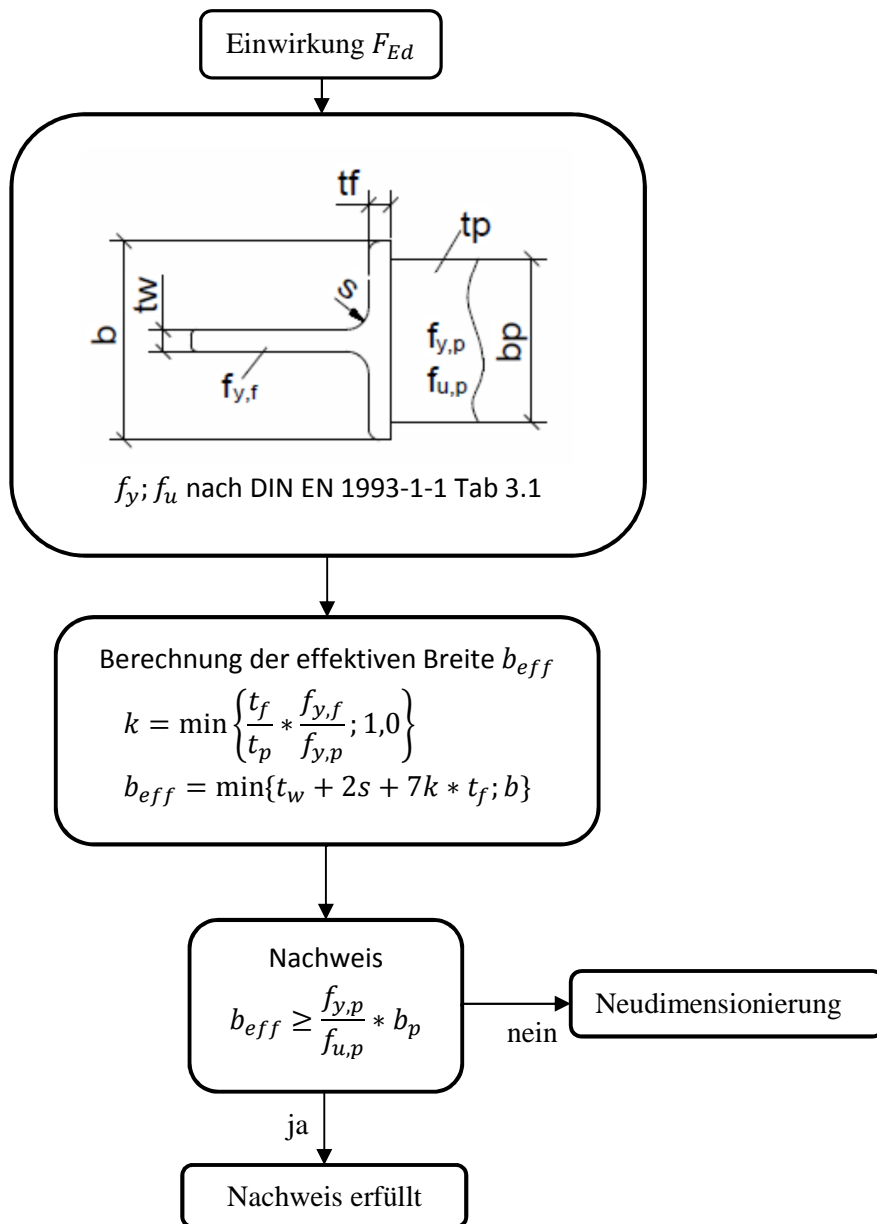 Einwirkung F_Ed
tf
tp
tw
s
b
f_y,f
f_y,p
f_u,p
bp
f_y; f_u nach DIN EN 1993-1-1 Tab 3.1
Berechnung der effektiven Breite b_eff
k = min{t_f/t_p * f_y,f/f_y,p; 1,0}
b_eff = min{t_w + 2s + 7k * t_f; b}
Nachweis
b_eff ≥ f_y,p/f_u,p * b_p
nein
Neudimensionierung
ja
Nachweis erfüllt